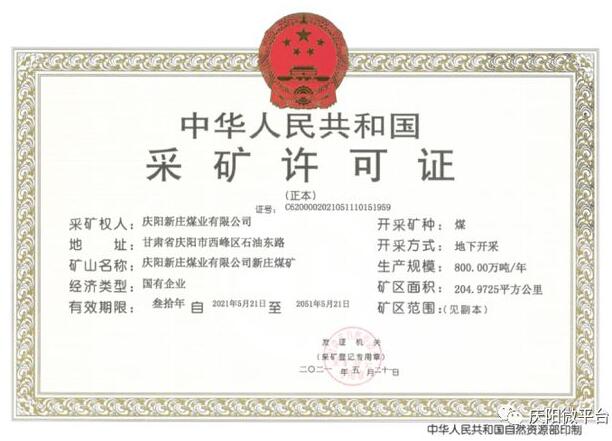 中华人民共和国
采矿许可证
(正本)
证号: C6200002021051110151959
采矿权人: 庆阳新庄煤业有限公司
地 址: 甘肃省庆阳市西峰区石油东路
矿山名称: 庆阳新庄煤业有限公司新庄煤矿
经济类型: 国有企业
有效期限: 叁拾年 自 2021年5月21日 至 2051年5月21日
开采矿种: 煤
开采方式: 地下开采
生产规模: 800.00万吨/年
矿区面积: 204.9725平方公里
矿区范围: (见副本)
发 证 机 关
(采矿登记专用章)
二〇二一 年 五 月 二十一 日
庆阳微平台
中华人民共和国自然资源部印制